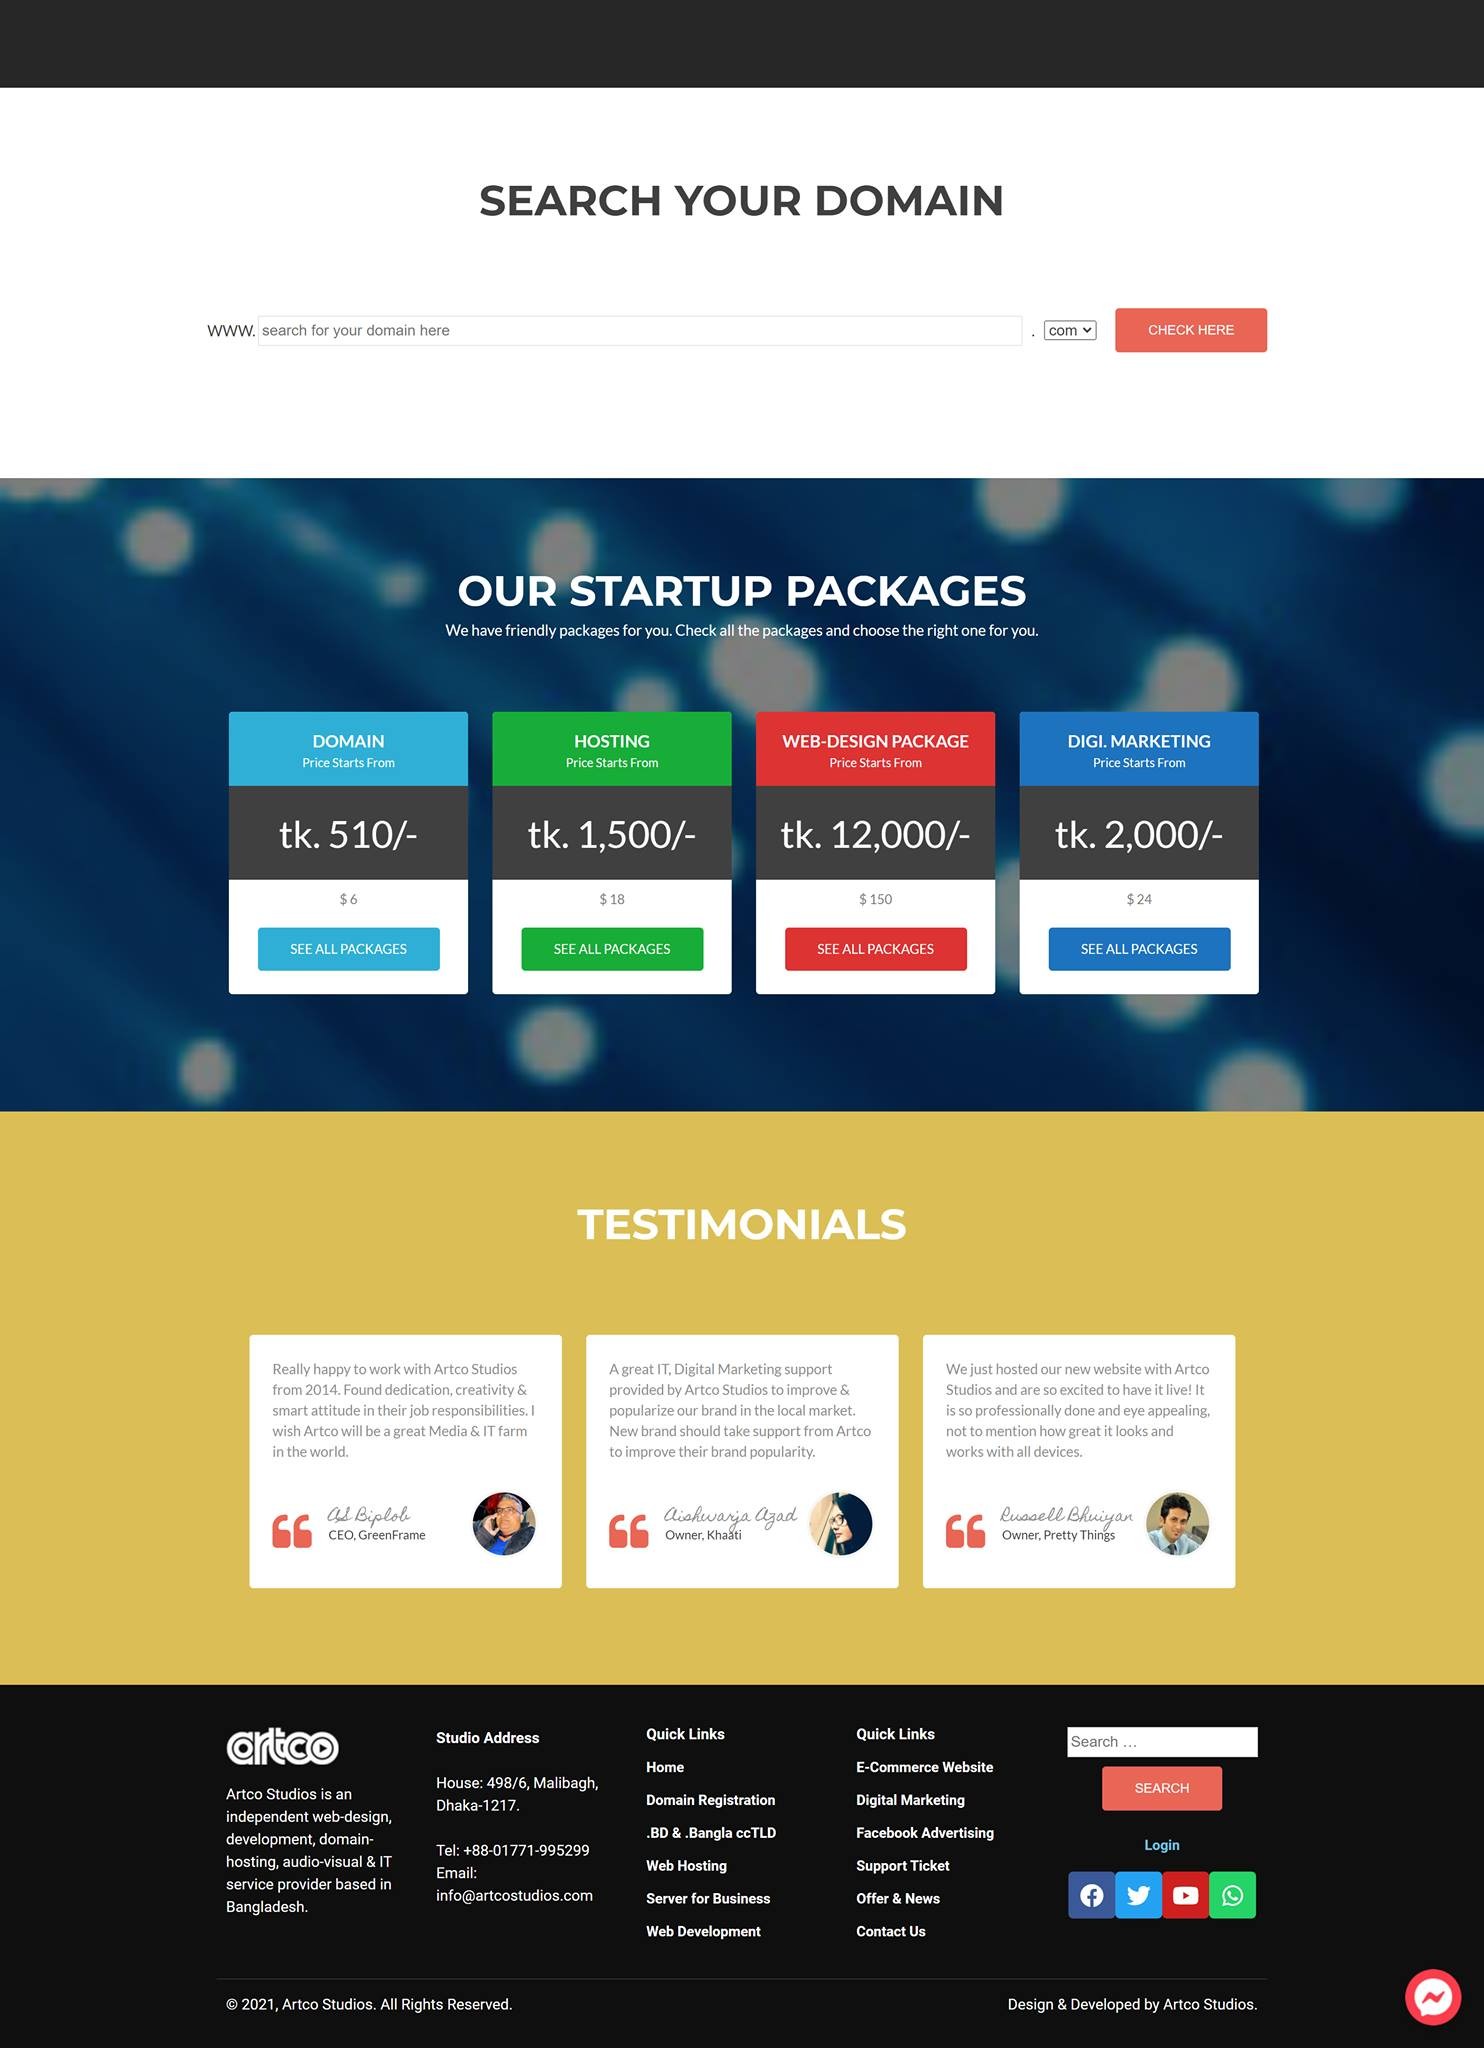 SEARCH YOUR DOMAIN
WWW. search for your domain here . com CHECK HERE
OUR STARTUP PACKAGES
We have friendly packages for you. Check all the packages and choose the right one for you.
DOMAIN
Price Starts From
tk. 510/-
$ 6
SEE ALL PACKAGES
HOSTING
Price Starts From
tk. 1,500/-
$ 18
SEE ALL PACKAGES
WEB-DESIGN PACKAGE
Price Starts From
tk. 12,000/-
$ 150
SEE ALL PACKAGES
DIGI. MARKETING
Price Starts From
tk. 2,000/-
$ 24
SEE ALL PACKAGES
TESTIMONIALS
Really happy to work with Artco Studios
from 2014. Found dedication, creativity &
smart attitude in their job responsibilities. I
wish Artco will be a great Media & IT farm
in the world.
AS Biplob
CEO, GreenFrame
A great IT, Digital Marketing support
provided by Artco Studios to improve &
popularize our brand in the local market.
New brand should take support from Artco
to improve their brand popularity.
Aishwarja Azad
Owner, Khaati
We just hosted our new website with Artco
Studios and are so excited to have it live! It
is so professionally done and eye appealing,
not to mention how great it looks and
works with all devices.
Russell Bhuiyan
Owner, Pretty Things
artco
Artco Studios is an
independent web-design,
development, domain-
hosting, audio-visual & IT
service provider based in
Bangladesh.
Studio Address
House: 498/6, Malibagh,
Dhaka-1217.
Tel: +88-01771-995299
Email:
info@artcostudios.com
Quick Links
Home
Domain Registration
.BD & .Bangla ccTLD
Web Hosting
Server for Business
Web Development
Quick Links
E-Commerce Website
Digital Marketing
Facebook Advertising
Support Ticket
Offer & News
Contact Us
Search …
SEARCH
Login
© 2021, Artco Studios. All Rights Reserved.
Design & Developed by Artco Studios.